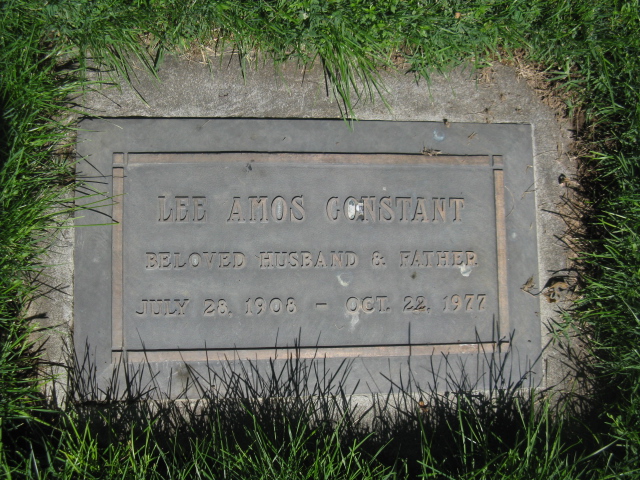 LEE AMOS CONSTANT
BELOVED HUSBAND & FATHER
JULY 28, 1908 - OCT. 22, 1977